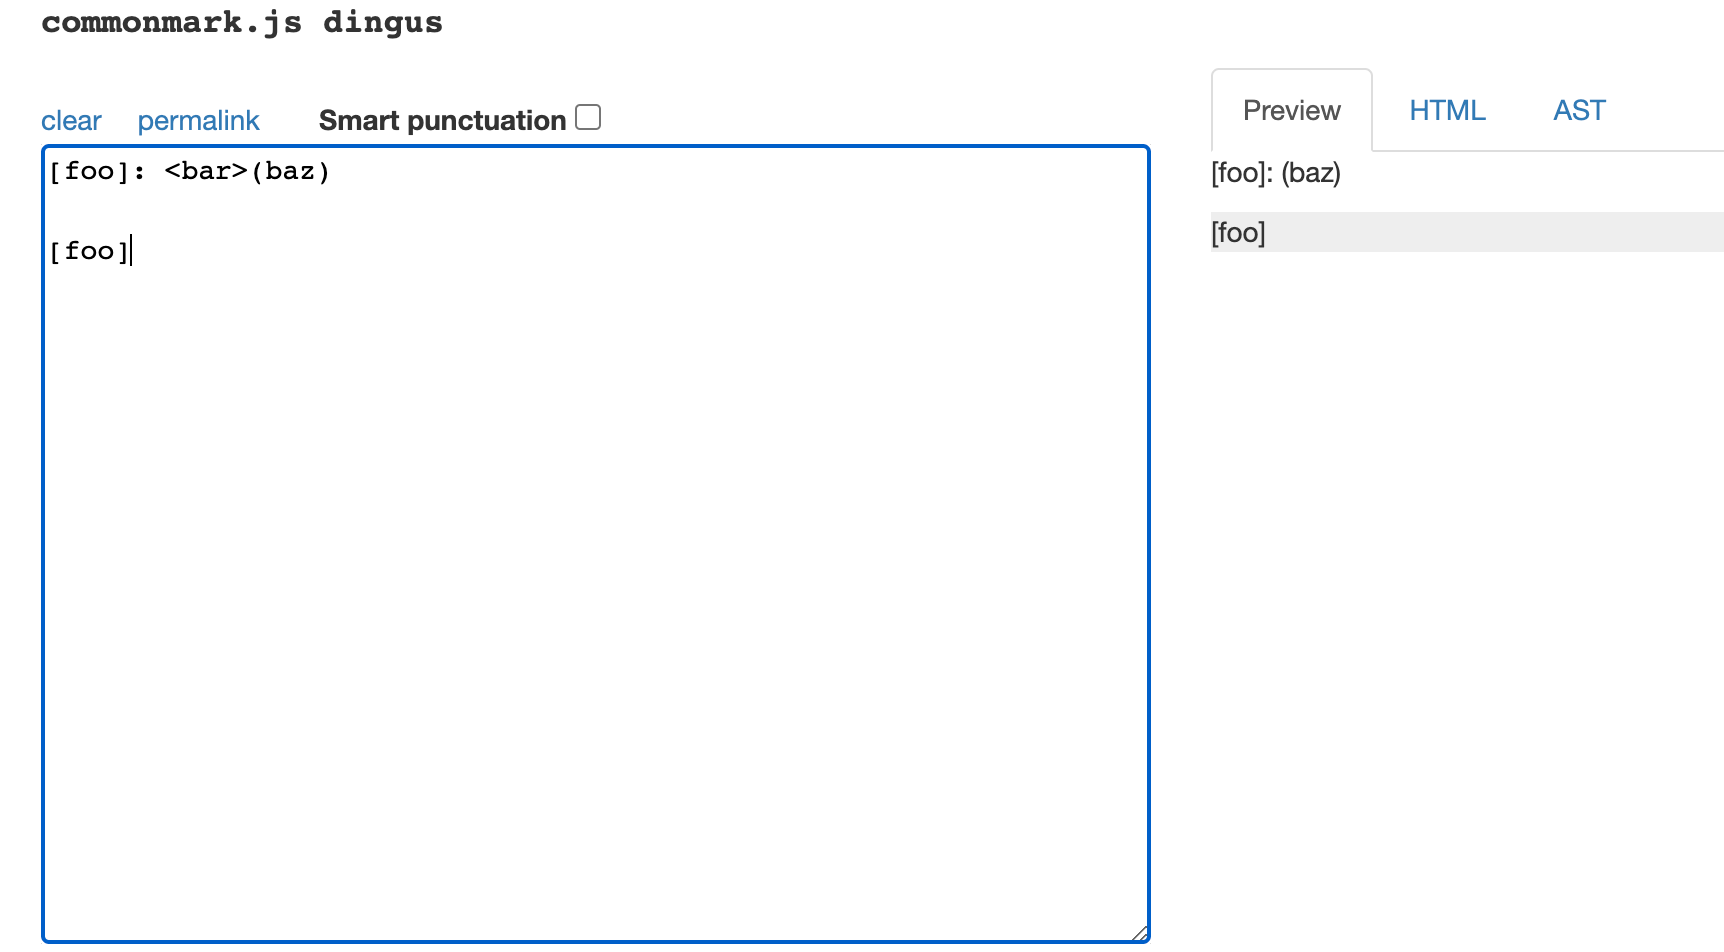 commonmark.js dingus
clear permalink Smart punctuation
Preview HTML AST
[foo]: <bar>(baz)
[foo]
[foo]: (baz)
[foo]